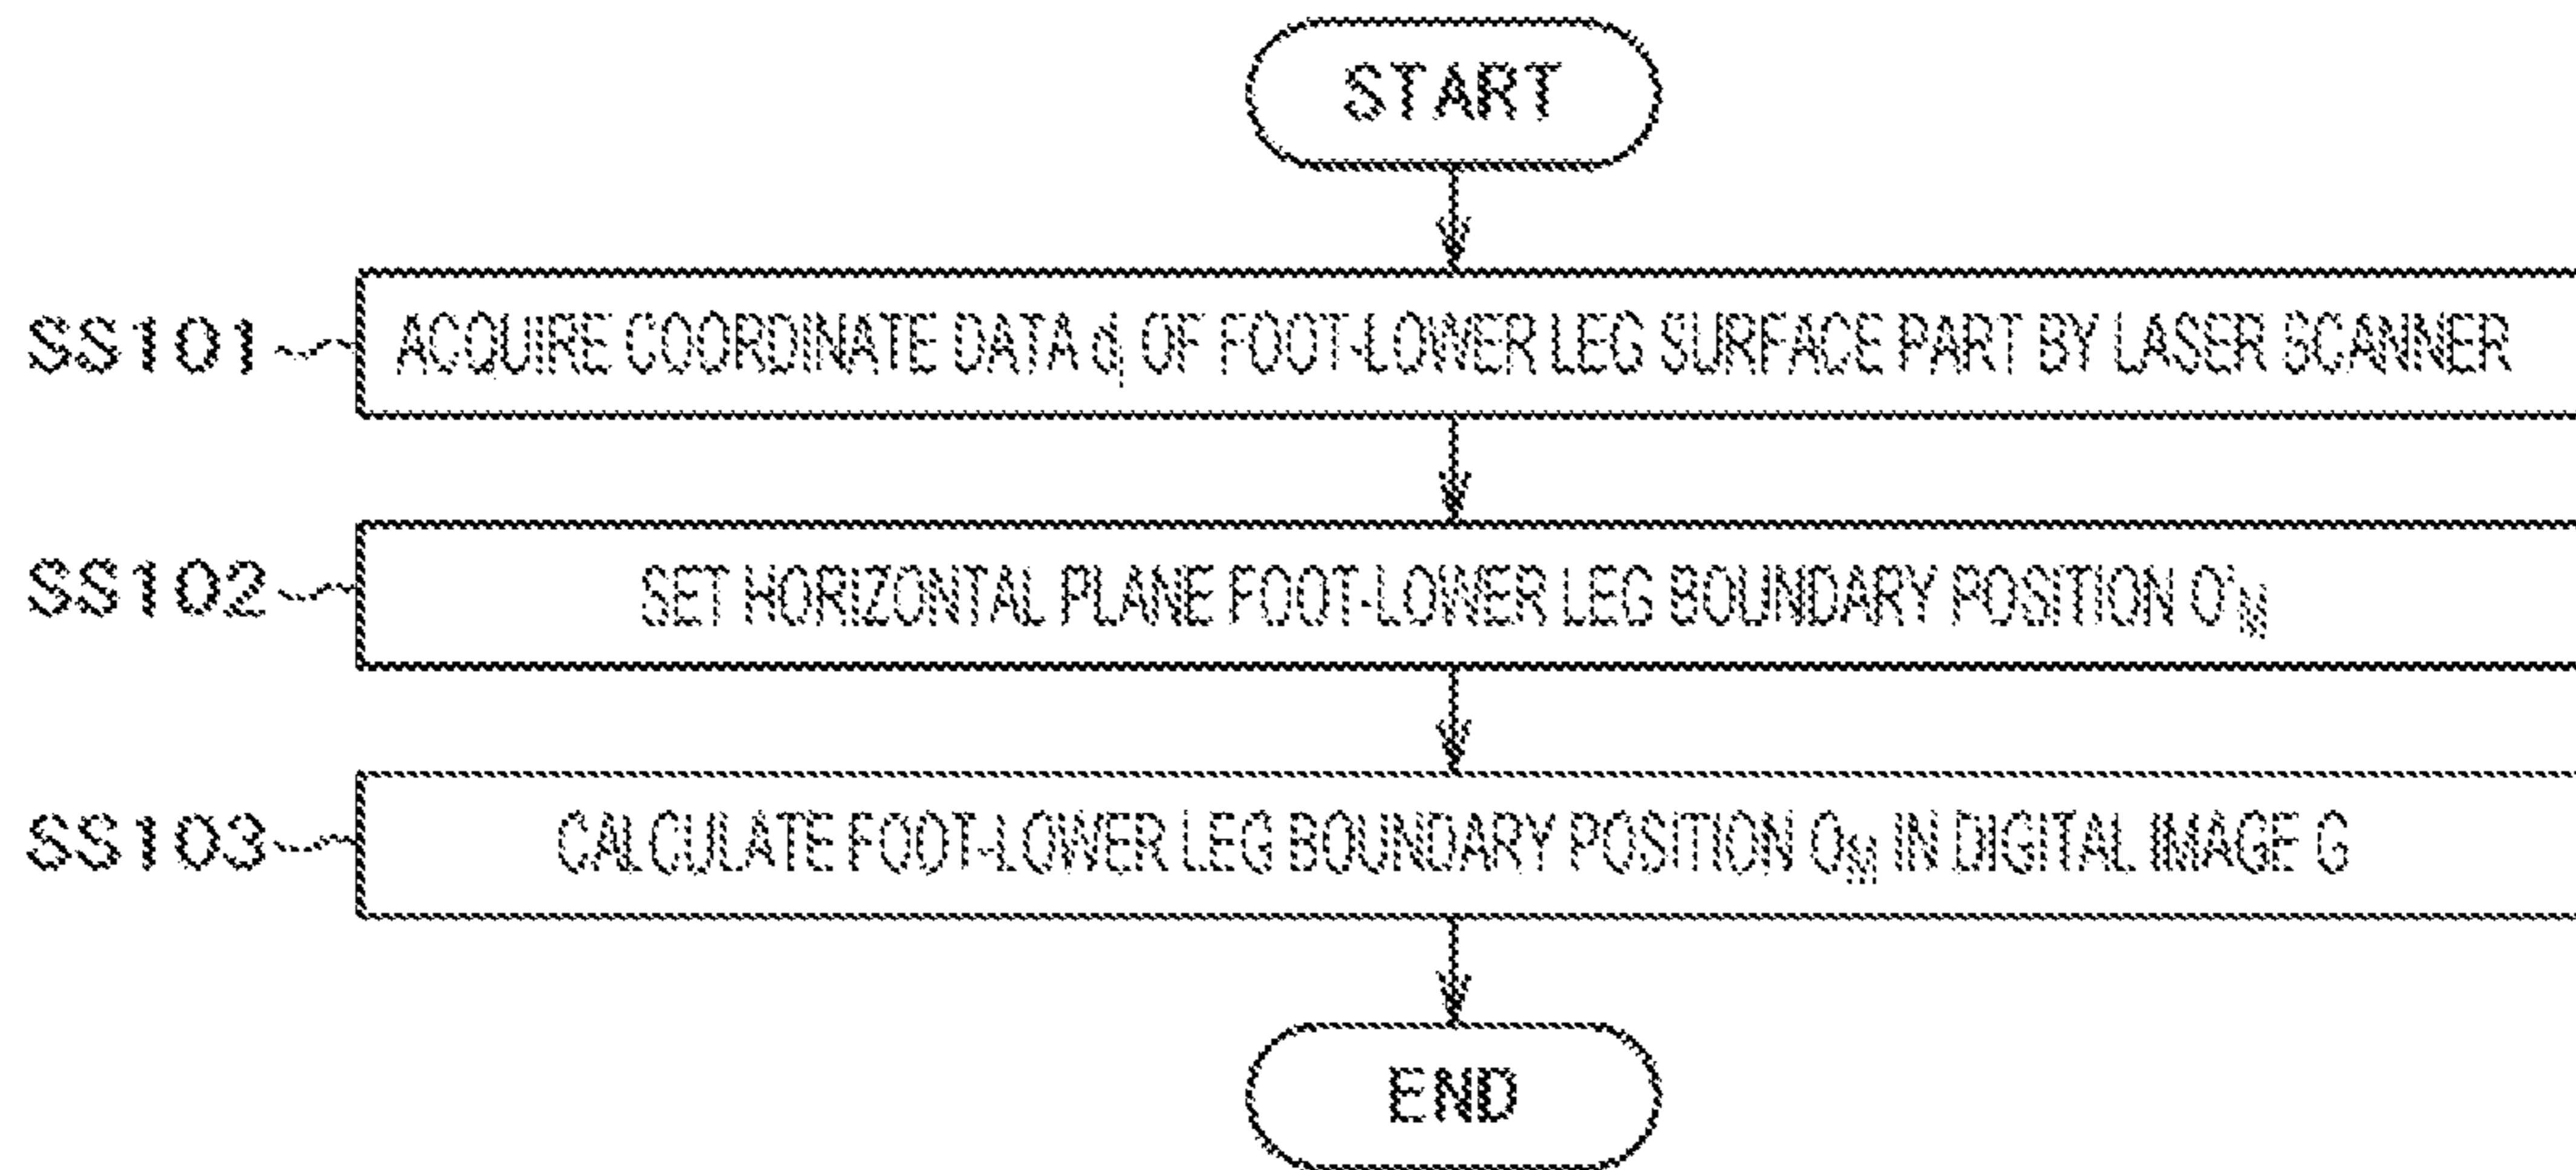 START
SS101 ACQUIRE COORDINATE DATA dᵢ OF FOOT-LOWER LEG SURFACE PART BY LASER SCANNER
SS102 SET HORIZONTAL PLANE FOOT-LOWER LEG BOUNDARY POSITION O'M
SS103 CALCULATE FOOT-LOWER LEG BOUNDARY POSITION OM IN DIGITAL IMAGE G
END